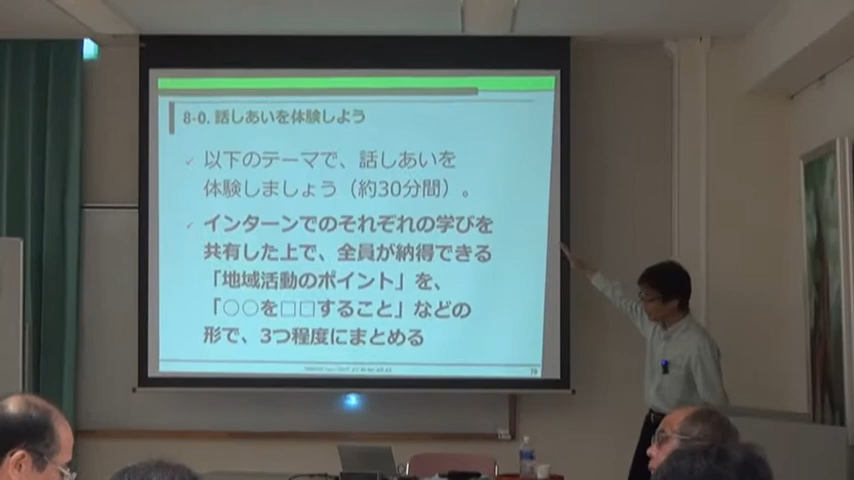 8-0. 話しあいを体験しよう
✓ 以下のテーマで、話しあいを
体験しましょう（約30分間）。
✓ インターンでのそれぞれの学びを
共有した上で、全員が納得できる
「地域活動のポイント」を、
「○○を□□すること」などの
形で、3つ程度にまとめる